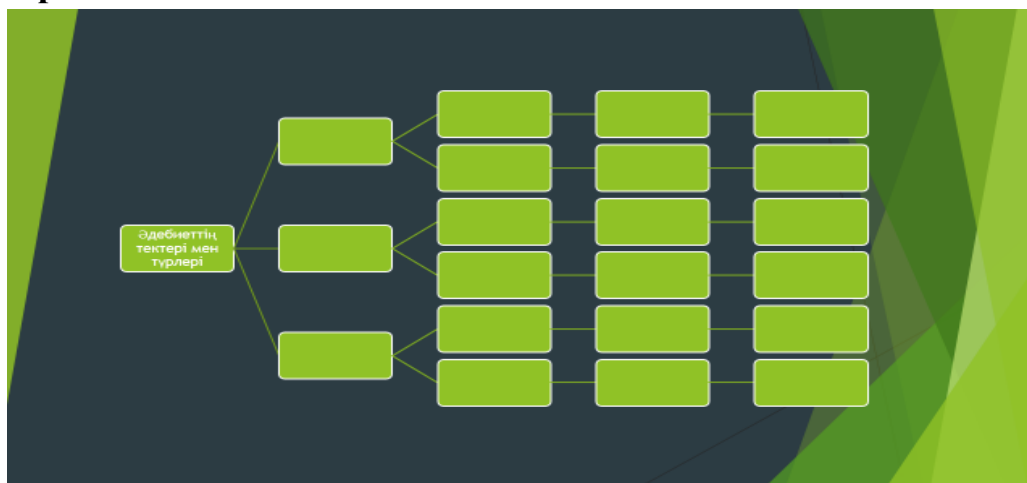 Әдебиеттің
тектері мен
түрлері